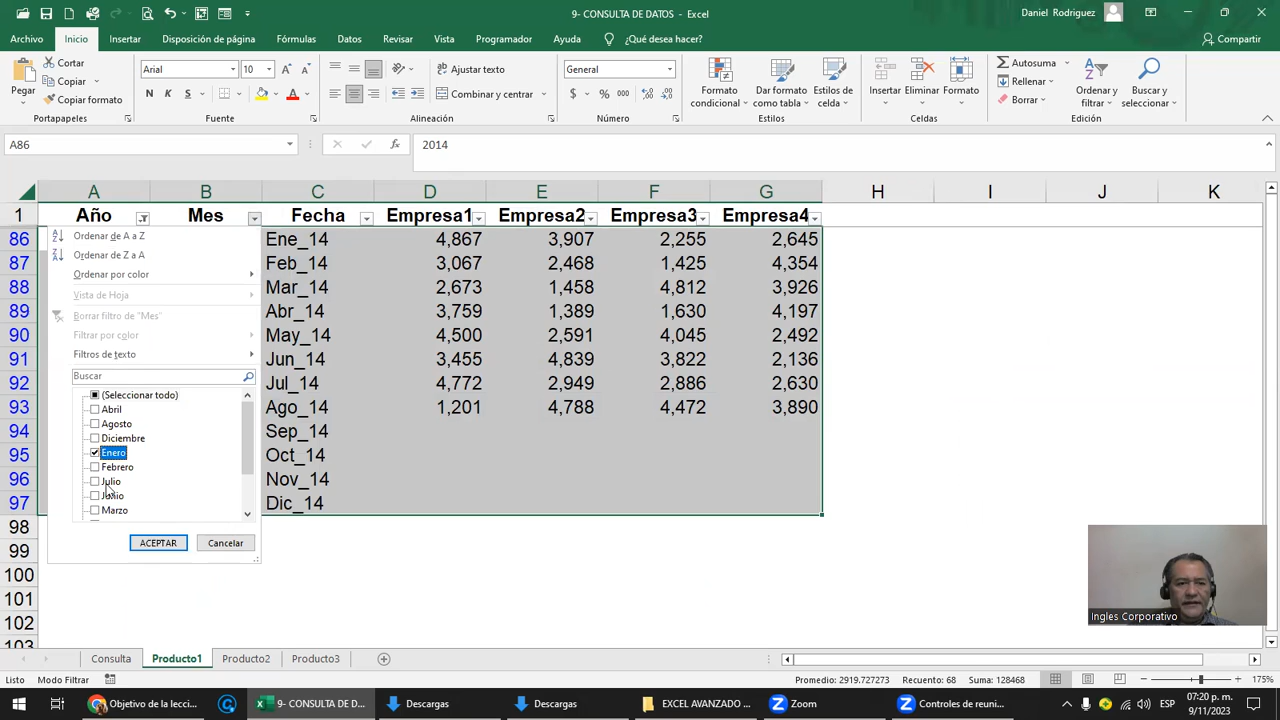 9- CONSULTA DE DATOS - Excel
Daniel Rodriguez
Archivo Inicio Insertar Disposición de página Fórmulas Datos Revisar Vista Programador Ayuda ¿Qué desea hacer? Compartir
Pegar
Cortar
Copiar
Copiar formato
Portapapeles
Arial 10
N K S
Fuente
Ajustar texto
Combinar y centrar
Alineación
General
$ % 000
Número
Formato condicional
Dar formato como tabla
Estilos de celda
Estilos
Insertar Eliminar Formato
Celdas
Autosuma
Rellenar
Borrar
Ordenar y filtrar
Buscar y seleccionar
Edición
A86 fx 2014
A B C D E F G H I J K
1 Año Mes Fecha Empresa1 Empresa2 Empresa3 Empresa4
86 Ene_14 4,867 3,907 2,255 2,645
87 Feb_14 3,067 2,468 1,425 4,354
88 Mar_14 2,673 1,458 4,812 3,926
89 Abr_14 3,759 1,389 1,630 4,197
90 May_14 4,500 2,591 4,045 2,492
91 Jun_14 3,455 4,839 3,822 2,136
92 Jul_14 4,772 2,949 2,886 2,630
93 Ago_14 1,201 4,788 4,472 3,890
94 Sep_14
95 Oct_14
96 Nov_14
97 Dic_14
98
99
100
101
102
103
Ordenar de A a Z
Ordenar de Z a A
Ordenar por color
Vista de Hoja
Borrar filtro de "Mes"
Filtrar por color
Filtros de texto
Buscar
(Seleccionar todo)
Abril
Agosto
Diciembre
Enero
Febrero
Julio
Junio
Marzo
ACEPTAR Cancelar
Ingles Corporativo
Consulta Producto1 Producto2 Producto3
Listo Modo Filtrar Promedio: 2919.727273 Recuento: 68 Suma: 128468 175%
Objetivo de la lecci... 9- CONSULTA DE D... Descargas Descargas EXCEL AVANZADO ... Zoom Controles de reuni... ESP
07:20 p. m.
9/11/2023